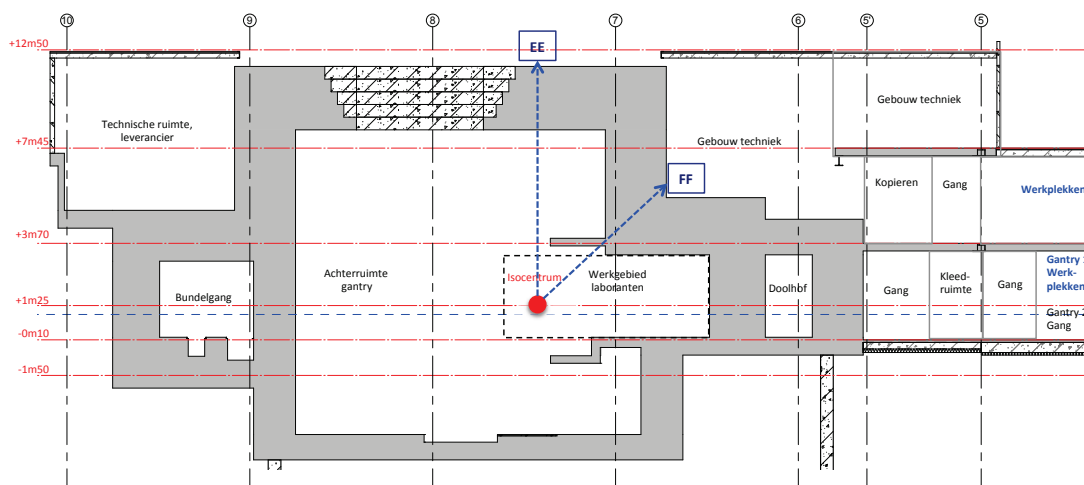 10
9
8
7
6
5'
5
+12m50
EE
Gebouw techniek
Technische ruimte,
leverancier
Gebouw techniek
+7m45
FF
Kopieren
Gang
Werkplekken
+3m70
Achterruimte
gantry
Isocentrum
Werkgebied
laboranten
Bundelgang
Doolhof
Gang
Kleed-
ruimte
Gang
Werk-
plekken
+1m25
Gang
-0m10
-1m50